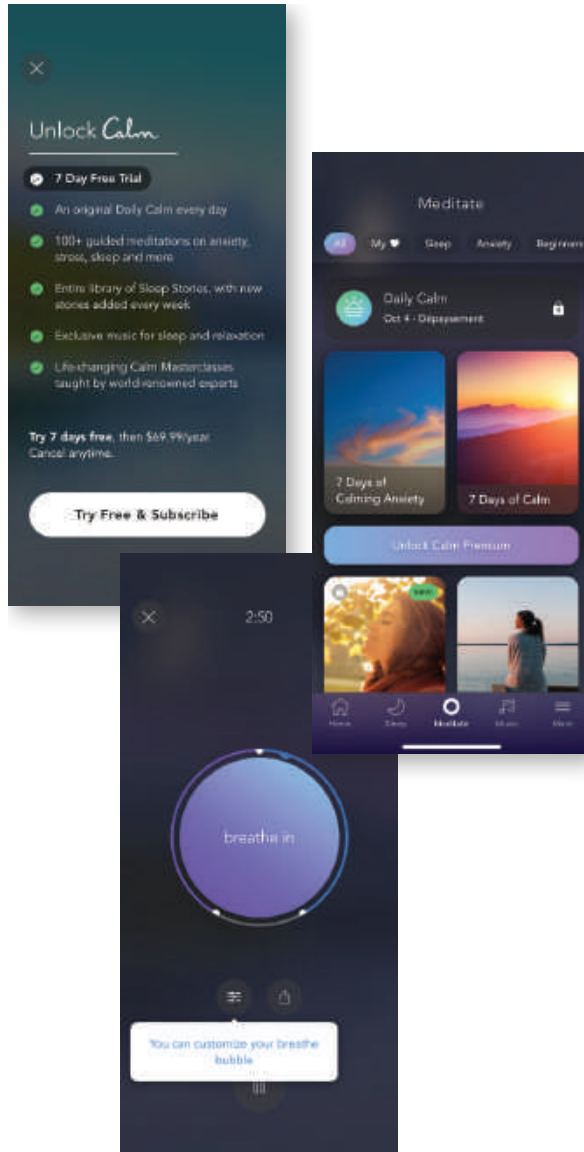 Unlock Calm
7 Day Free Trial
An original Daily Calm every day
100+ guided meditations on anxiety,
stress, sleep and more
Entire library of Sleep Stories, with new
stories added every week
Exclusive music for sleep and relaxation
Life-changing Calm Masterclasses
taught by world-renowned experts
Try 7 days free, then $69.99/year.
Cancel anytime.
Try Free & Subscribe
Meditate
All My Sleep Anxiety Beginners
Daily Calm
Oct 4 - Dépaysement
7 Days of
Calming Anxiety
7 Days of Calm
Unlock Calm Premium
Home Sleep Meditate Music More
2:50
breathe in
You can customize your breathe
bubble